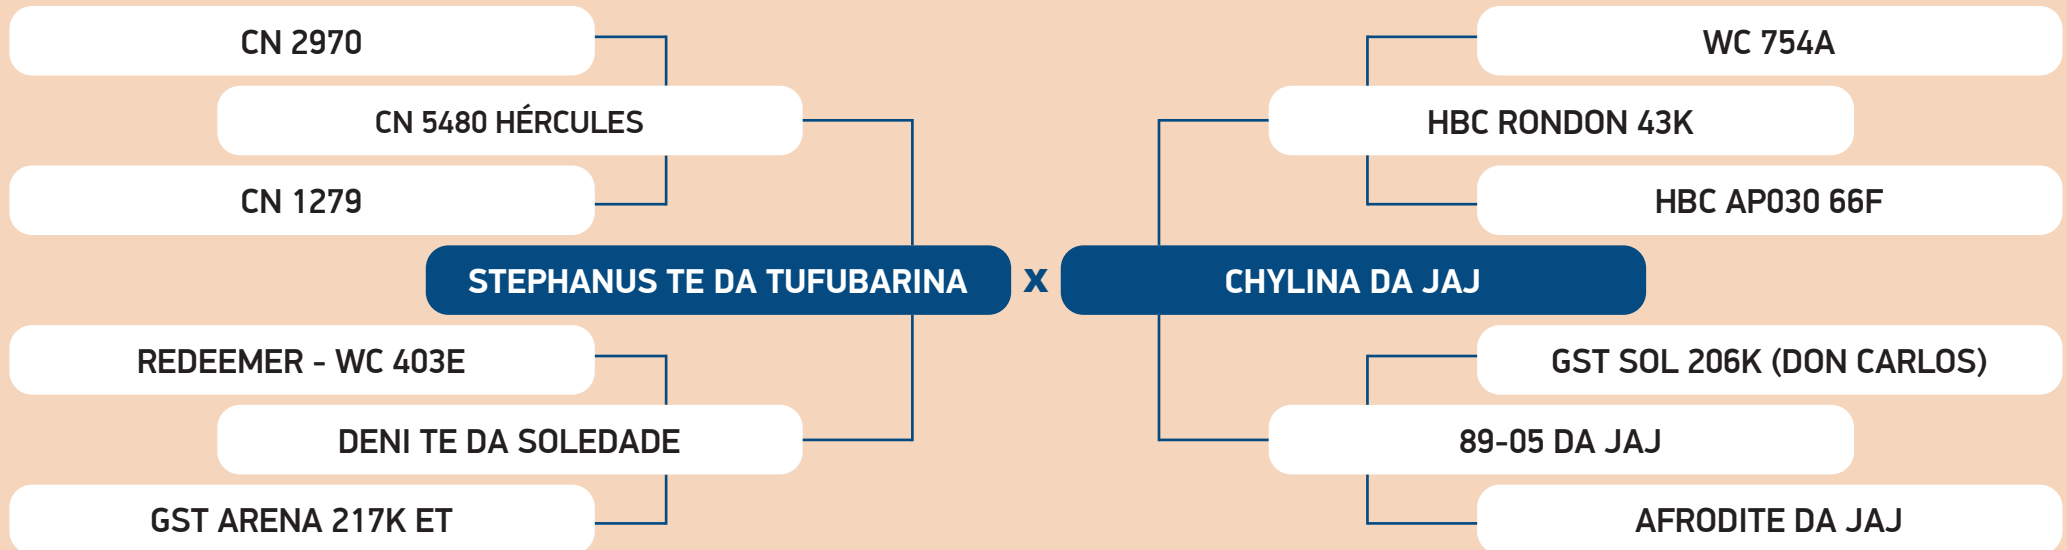 CN 2970
WC 754A
CN 5480 HÉRCULES
HBC RONDON 43K
CN 1279
HBC AP030 66F
STEPHANUS TE DA TUFUBARINA x CHYLINA DA JAJ
REDEEMER - WC 403E
GST SOL 206K (DON CARLOS)
DENI TE DA SOLEDADE
89-05 DA JAJ
GST ARENA 217K ET
AFRODITE DA JAJ